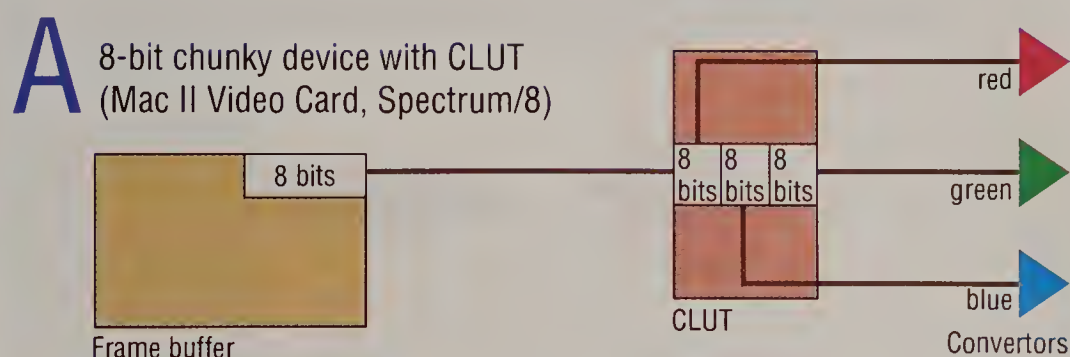 A
8-bit chunky device with CLUT
(Mac II Video Card, Spectrum/8)
8 bits
Frame buffer
8 bits
8 bits
8 bits
CLUT
red
green
blue
Convertors